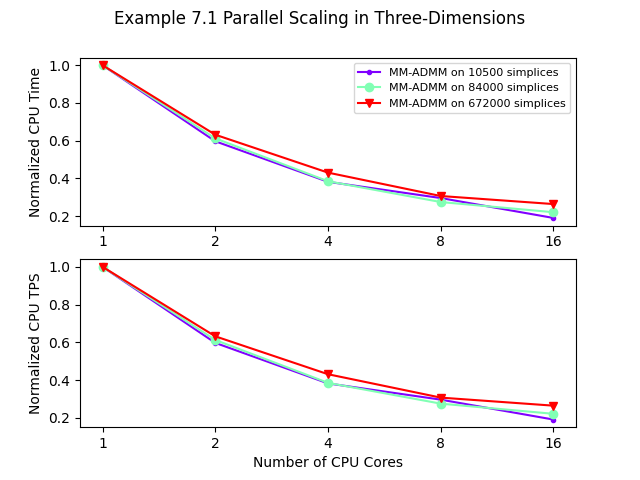 Example 7.1 Parallel Scaling in Three-Dimensions
Normalized CPU Time
1.0
0.8
0.6
0.4
0.2
MM-ADMM on 10500 simplices
MM-ADMM on 84000 simplices
MM-ADMM on 672000 simplices
1 2 4 8 16
Normalized CPU TPS
1.0
0.8
0.6
0.4
0.2
1 2 4 8 16
Number of CPU Cores